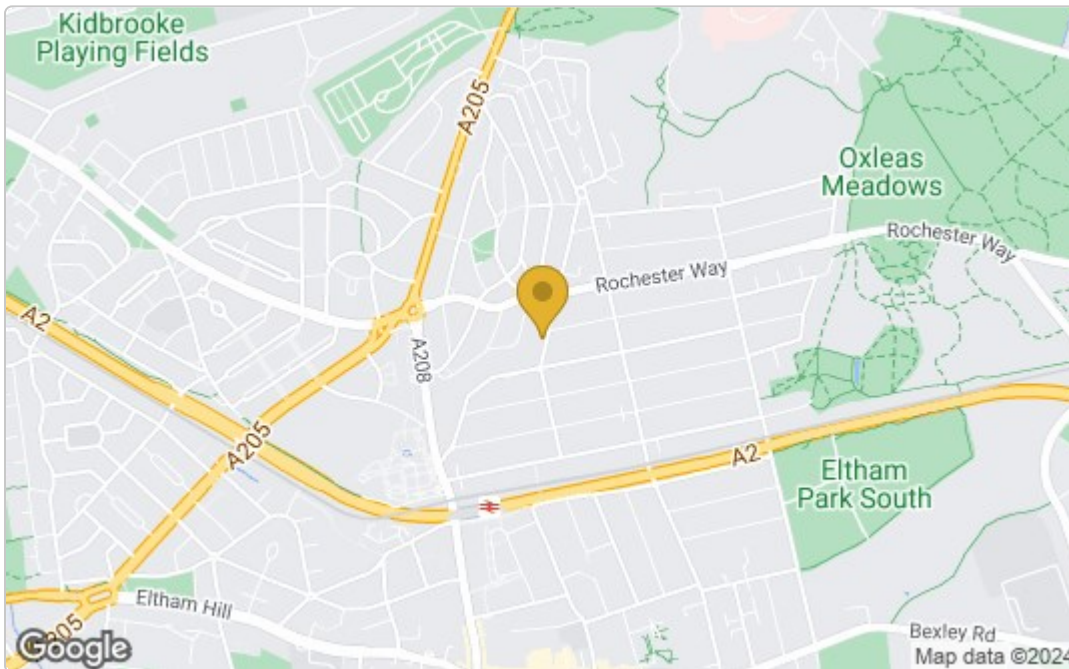 Kidbrooke
Playing Fields
A205
Oxleas
Meadows
Rochester Way
Rochester Way
A2
A208
A205
A2
Eltham
Park South
Eltham Hill
A205
Bexley Rd
Google
Map data ©2024